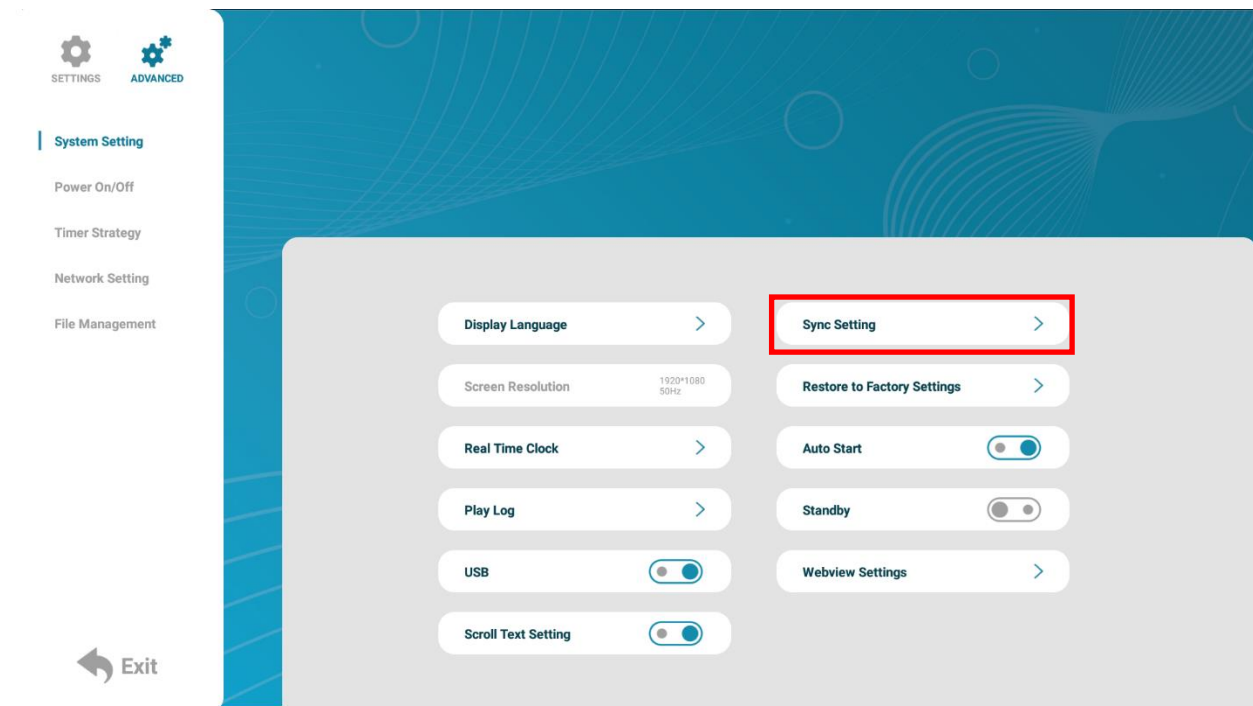 SETTINGS
ADVANCED
System Setting
Power On/Off
Timer Strategy
Network Setting
File Management
Exit
Display Language
Screen Resolution
1920*1080
50Hz
Real Time Clock
Play Log
USB
Scroll Text Setting
Sync Setting
Restore to Factory Settings
Auto Start
Standby
Webview Settings